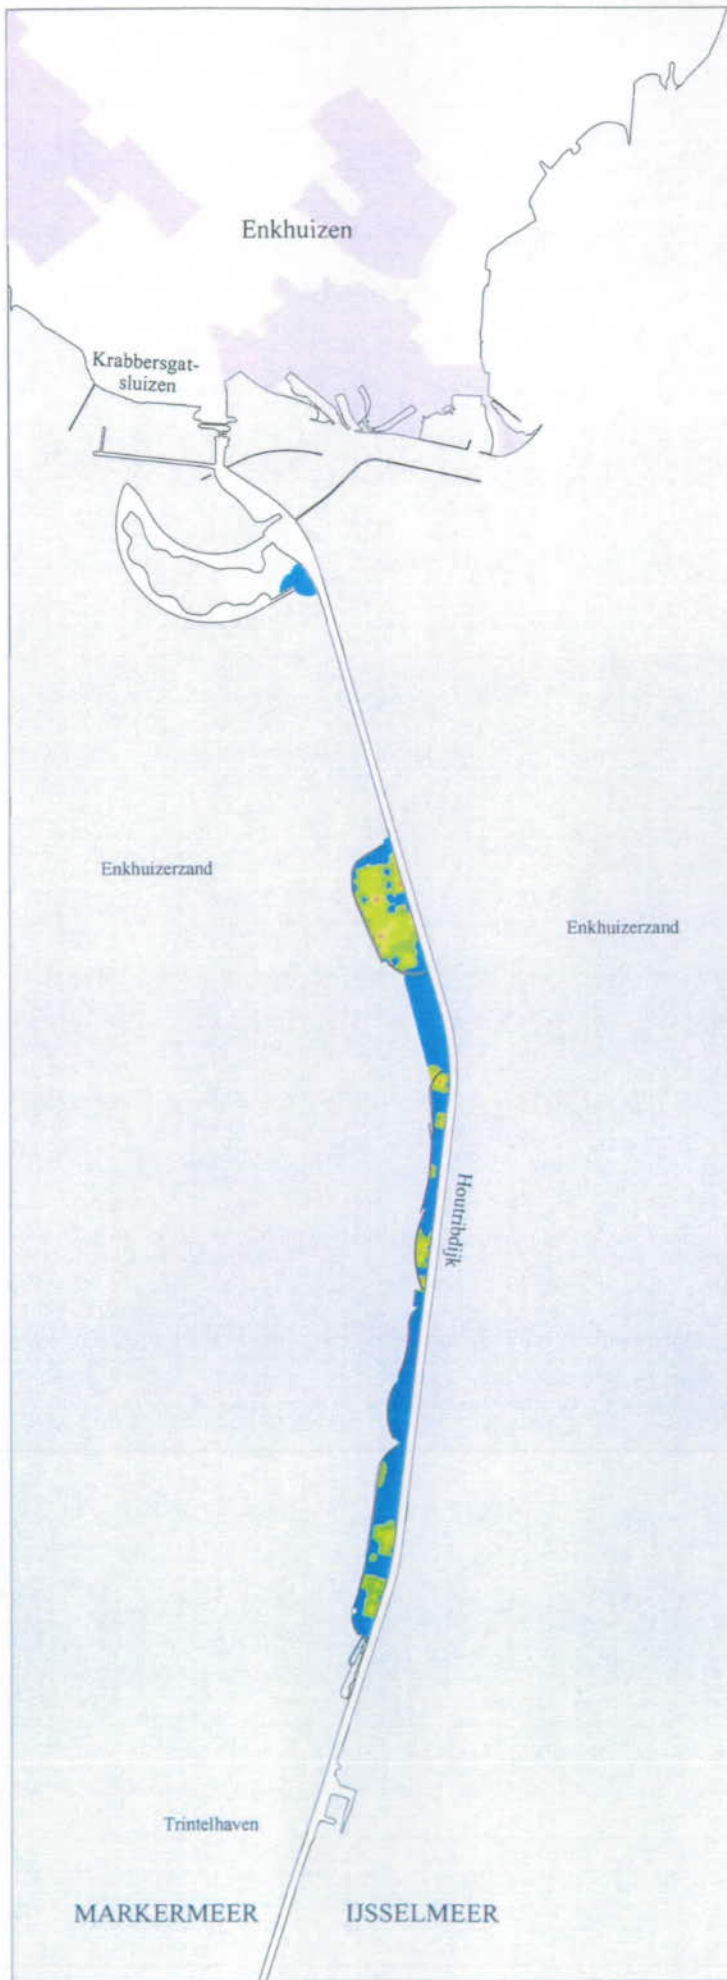 Enkhuizen
Krabbersgat-
sluizen
Enkhuizerzand
Enkhuizerzand
Houtribdijk
Trintelhaven
MARKERMEER
IJSSELMEER